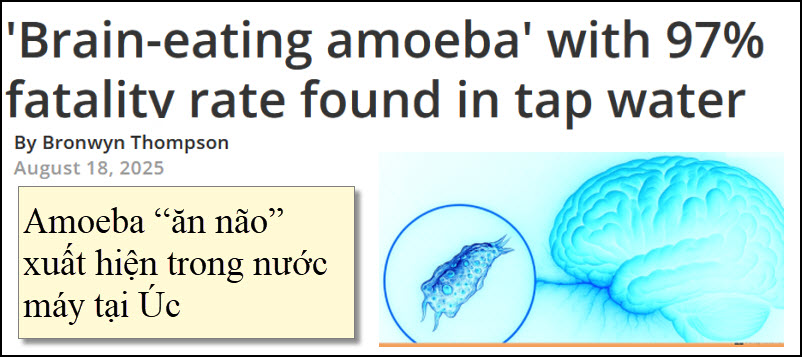 'Brain-eating amoeba' with 97%
fatality rate found in tap water
By Bronwyn Thompson
August 18, 2025
Amoeba “ăn não”
xuất hiện trong nước
máy tại Úc